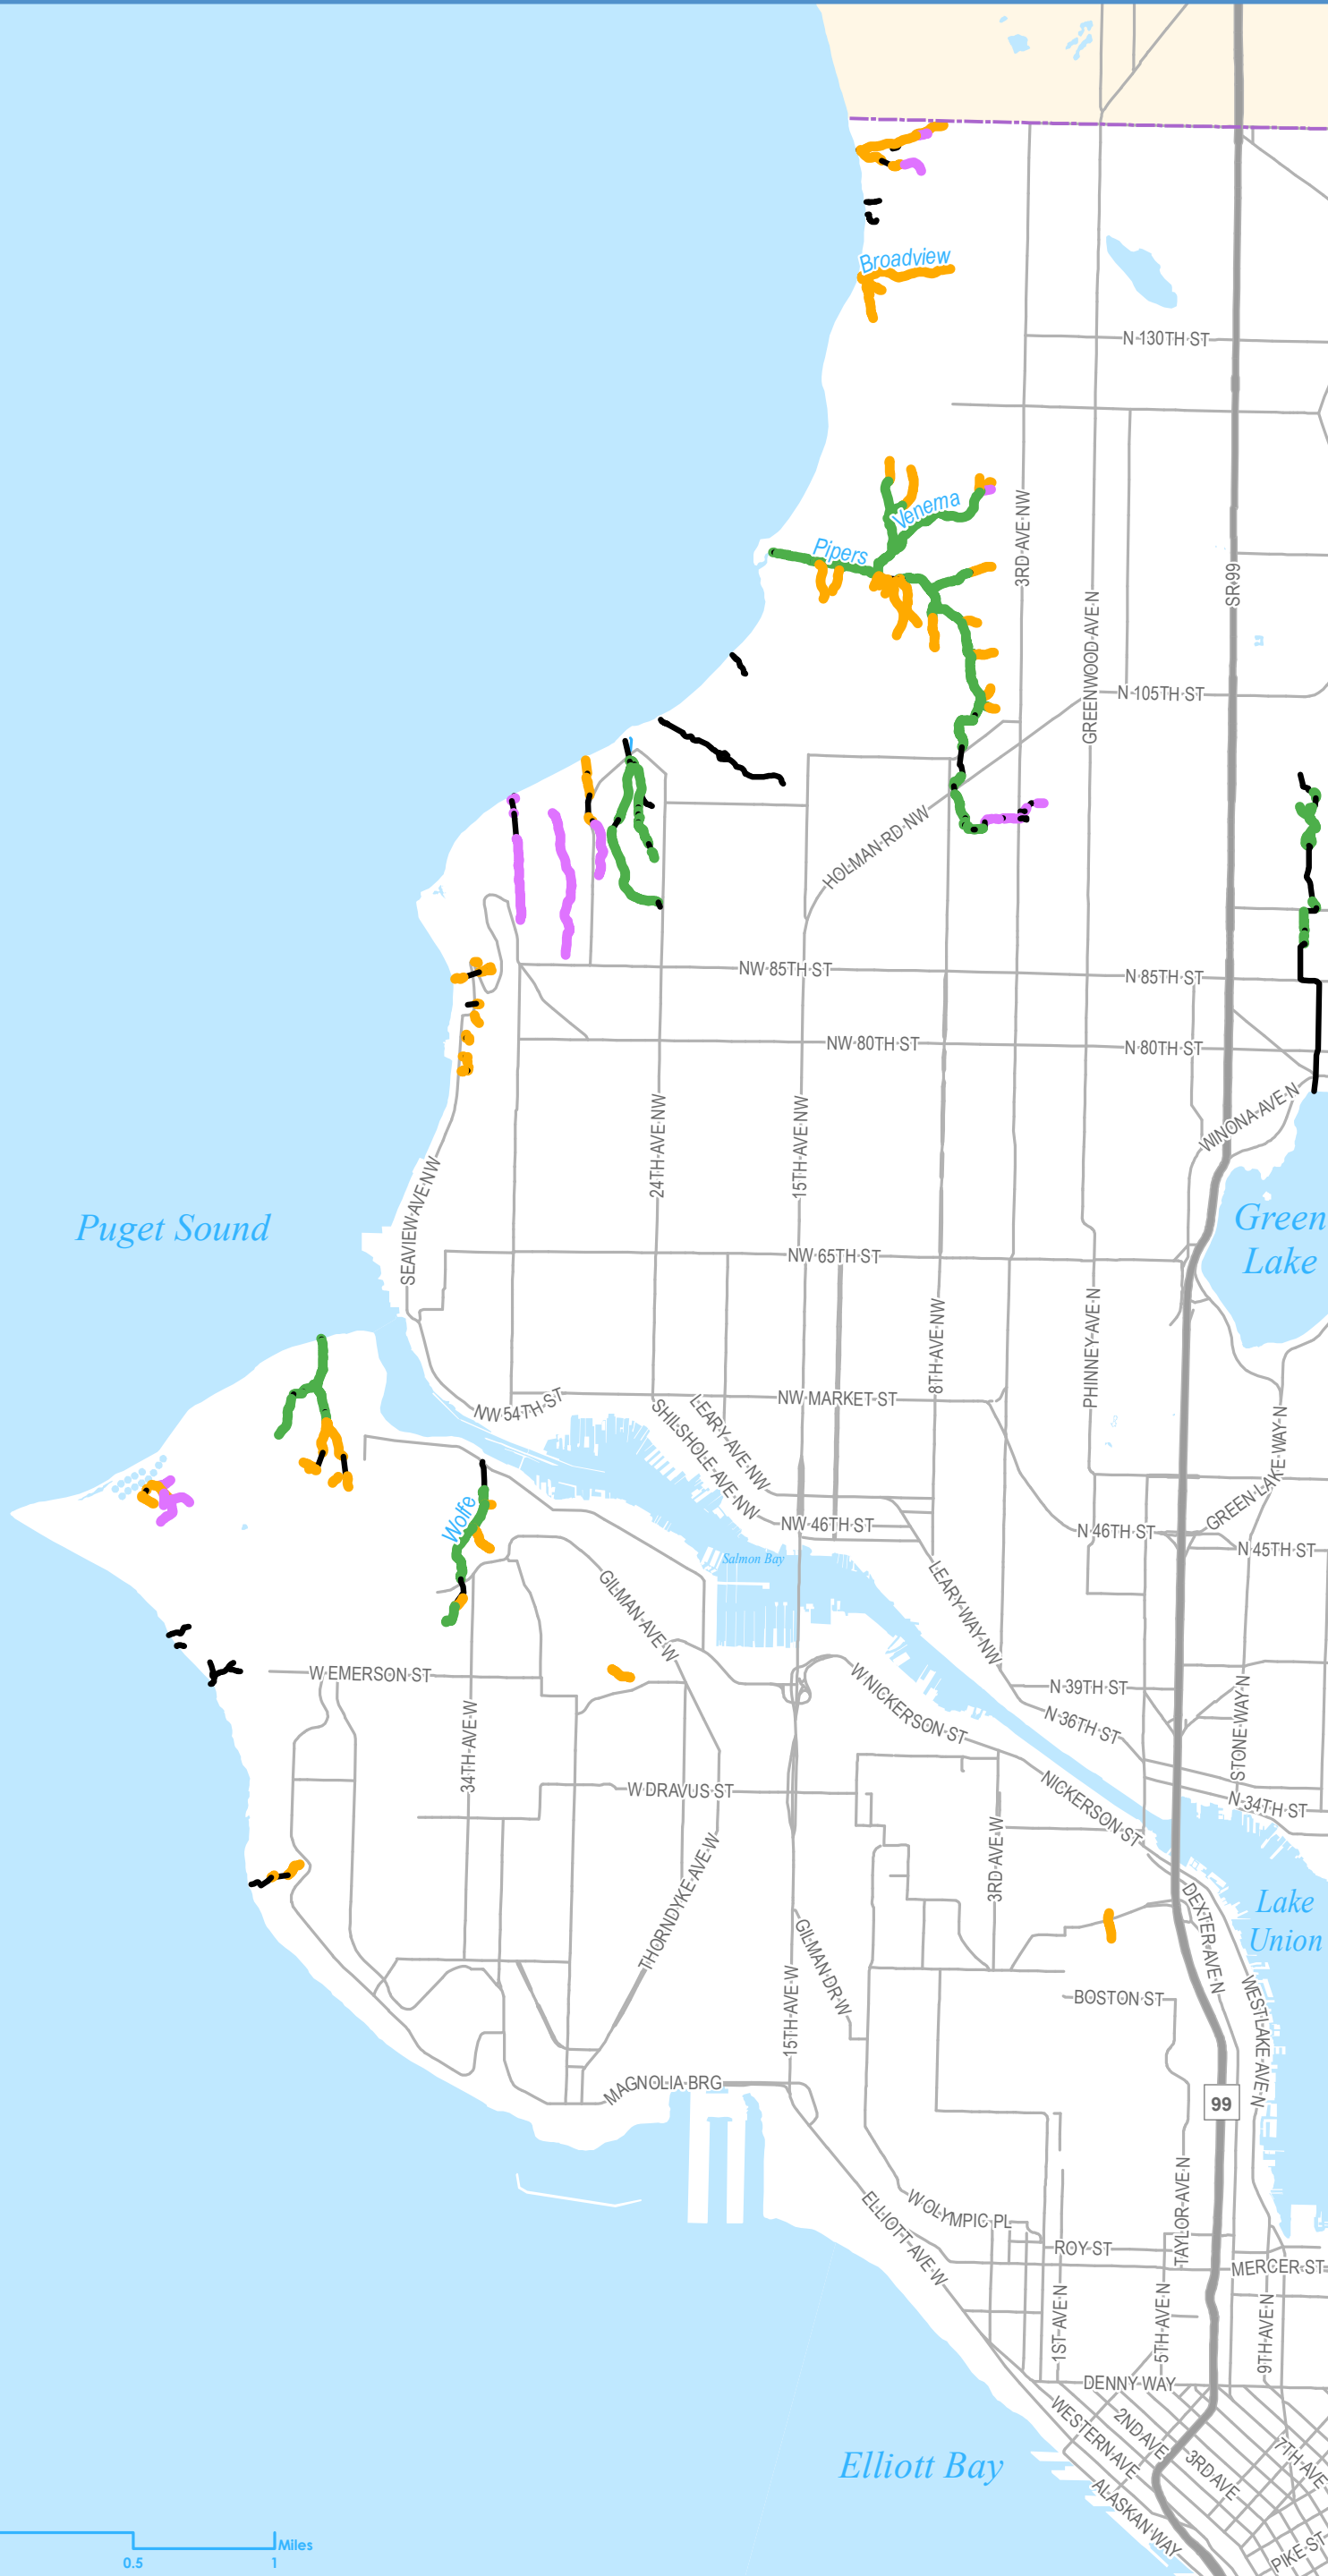 Broadview
N 130TH ST
Venema
Pipers
3RD AVE NW
SR 99
GREENWOOD AVE N
N 105TH ST
HOLMAN RD NW
NW 85TH ST
N 85TH ST
NW 80TH ST
N 80TH ST
WINONA AVE N
24TH AVE NW
15TH AVE NW
SEAVIEW AVE NW
Puget Sound
Green
Lake
NW 65TH ST
8TH AVE NW
PHINNEY AVE N
NW 54TH ST
NW MARKET ST
LEARY AVE NW
SHILSHOLE AVE NW
GREEN LAKE WAY N
Wolfe
NW 46TH ST
N 46TH ST
N 45TH ST
Salmon Bay
GILMAN AVE W
LEARY WAY NW
W EMERSON ST
W NICKERSON ST
N 39TH ST
N 36TH ST
STONE WAY N
34TH AVE W
W DRAVUS ST
NICKERSON ST
N 34TH ST
3RD AVE W
THORNDYKE AVE W
DEXTER AVE N
Lake
Union
GILMAN DR W
15TH AVE W
BOSTON ST
WESTLAKE AVE N
MAGNOLIA BRG
99
TAYLOR AVE N
W OLYMPIC PL
ELLIOTT AVE W
ROY ST
MERCER ST
1ST AVE N
5TH AVE N
9TH AVE N
DENNY WAY
WESTERN AVE
2ND AVE
3RD AVE
7TH AVE
Elliott Bay
ALASKAN WAY
PIKE ST
Miles
0.5
1